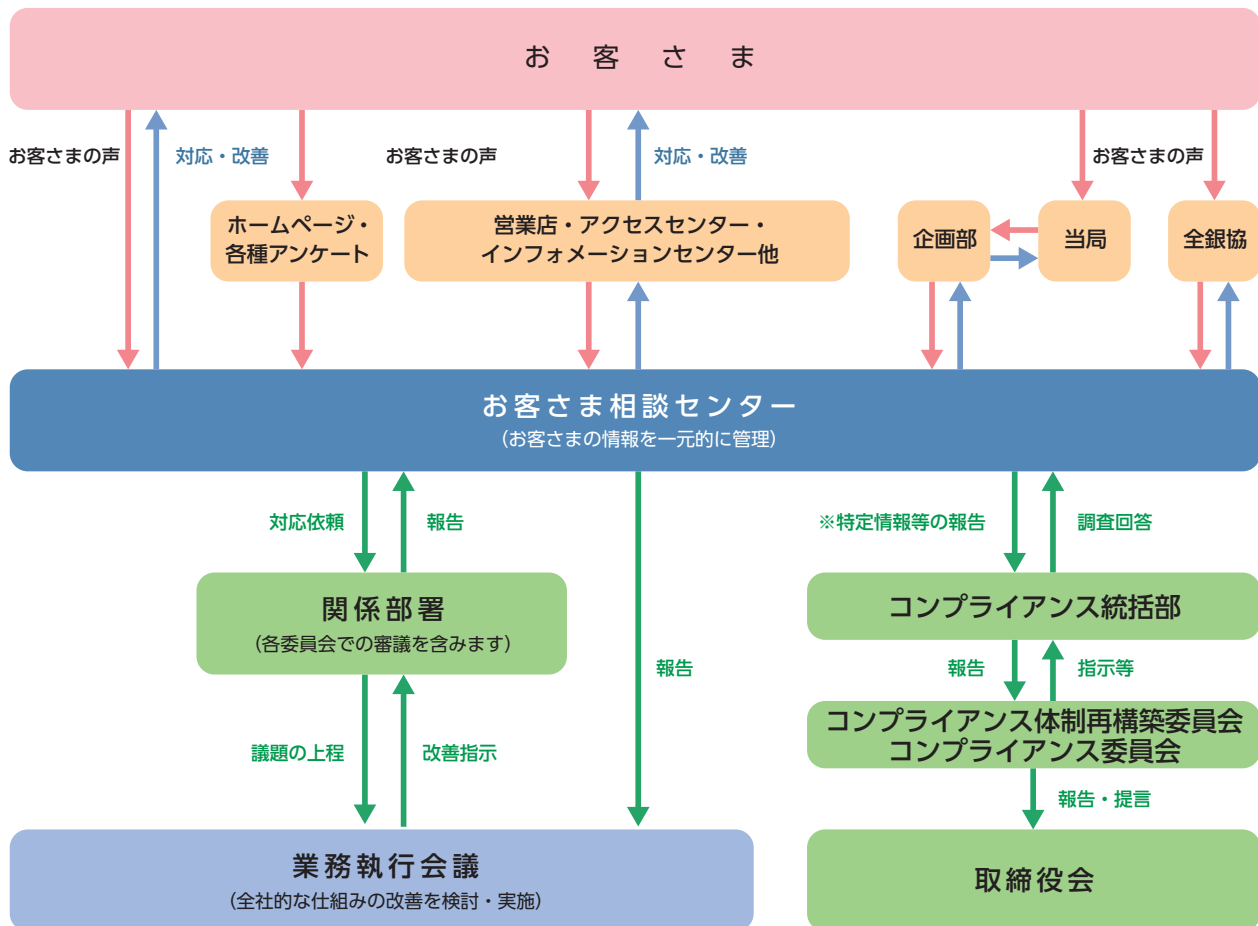 お客さま
お客さまの声
対応・改善
お客さまの声
対応・改善
お客さまの声
ホームページ・
各種アンケート
営業店・アクセスセンター・
インフォメーションセンター他
企画部
当局
全銀協
お客さま相談センター
（お客さまの情報を一元的に管理）
対応依頼
報告
※特定情報等の報告
調査回答
関係部署
（各委員会での審議を含みます）
コンプライアンス統括部
報告
報告
指示等
コンプライアンス体制再構築委員会
コンプライアンス委員会
議題の上程
改善指示
報告・提言
業務執行会議
（全社的な仕組みの改善を検討・実施）
取締役会